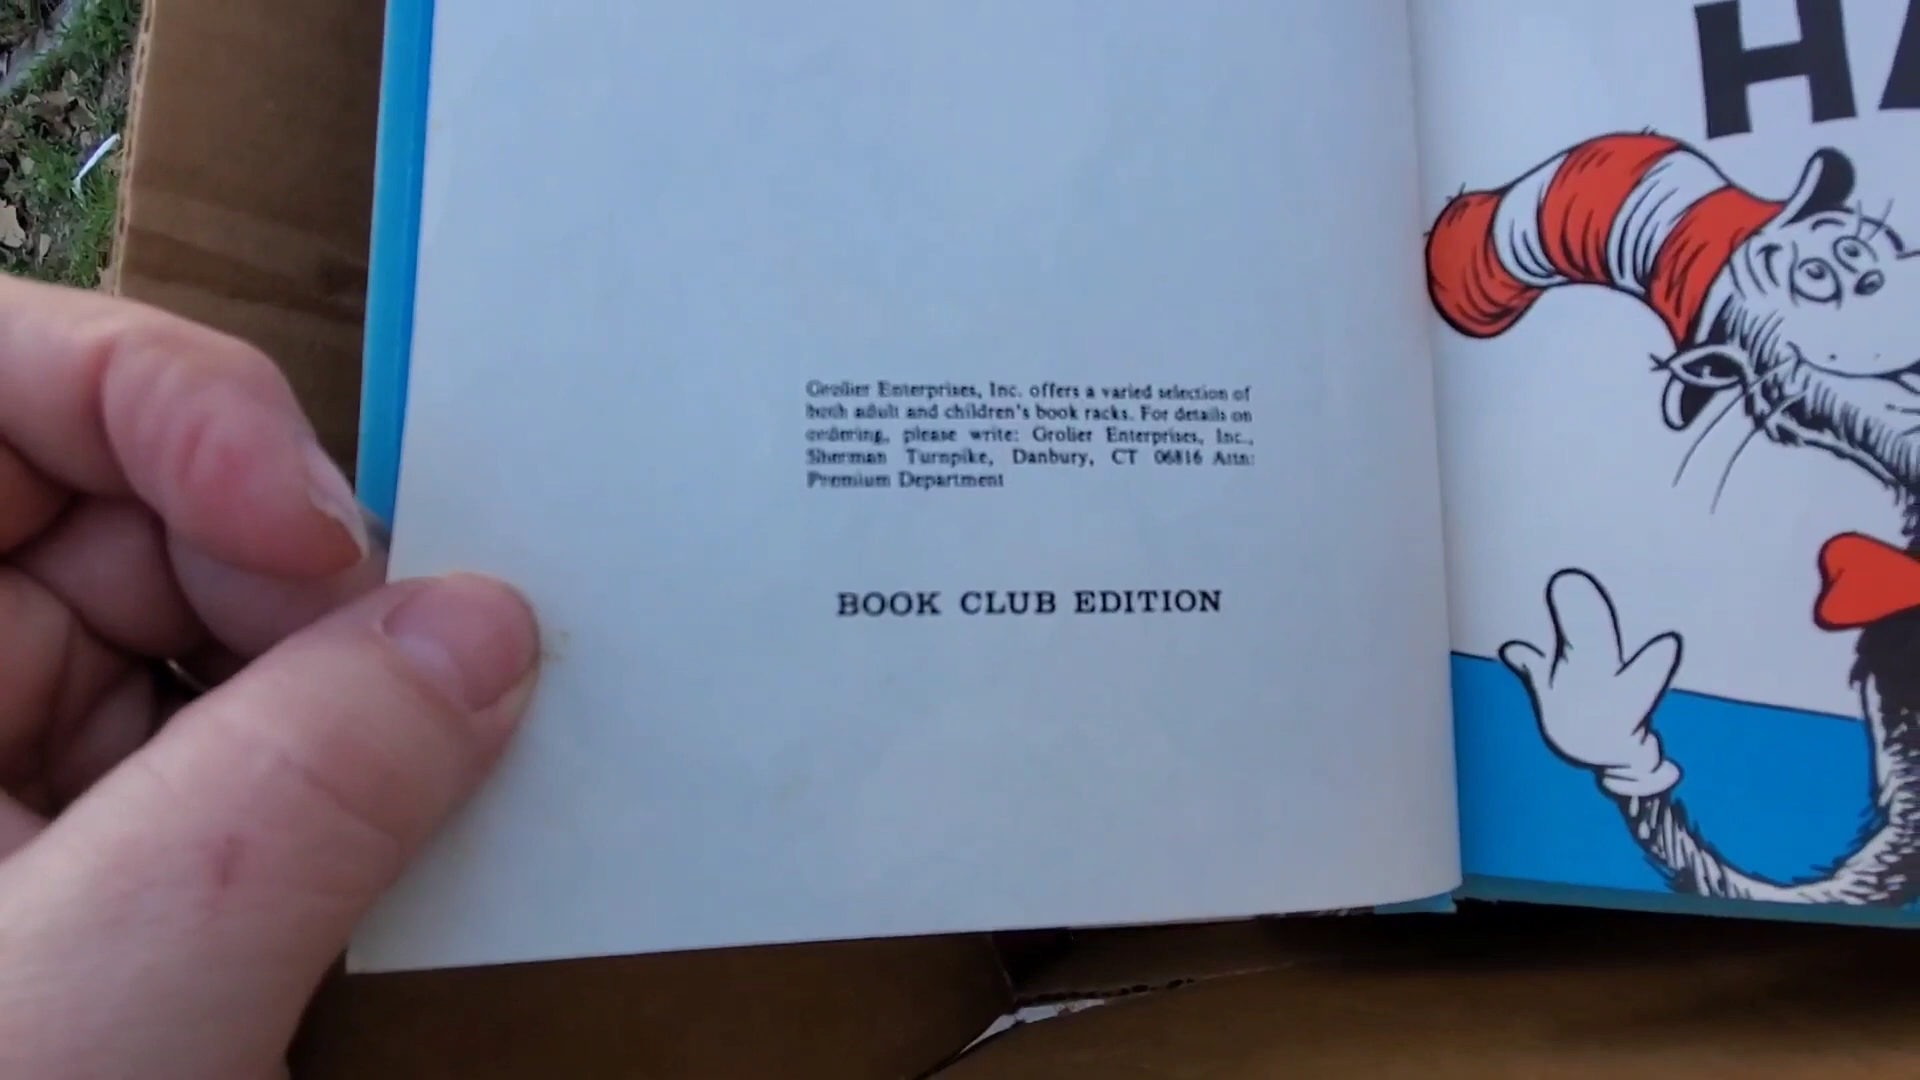 Grolier Enterprises, Inc. offers a varied selection of
both adult and children's book racks. For details on
ordering, please write: Grolier Enterprises, Inc.,
Sherman Turnpike, Danbury, CT 06816 Attn:
Premium Department
BOOK CLUB EDITION
HA